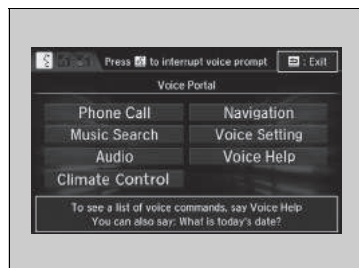 Press to interrupt voice prompt : Exit
Voice Portal
Phone Call Navigation
Music Search Voice Setting
Audio Voice Help
Climate Control
To see a list of voice commands, say Voice Help
You can also say: What is today's date?